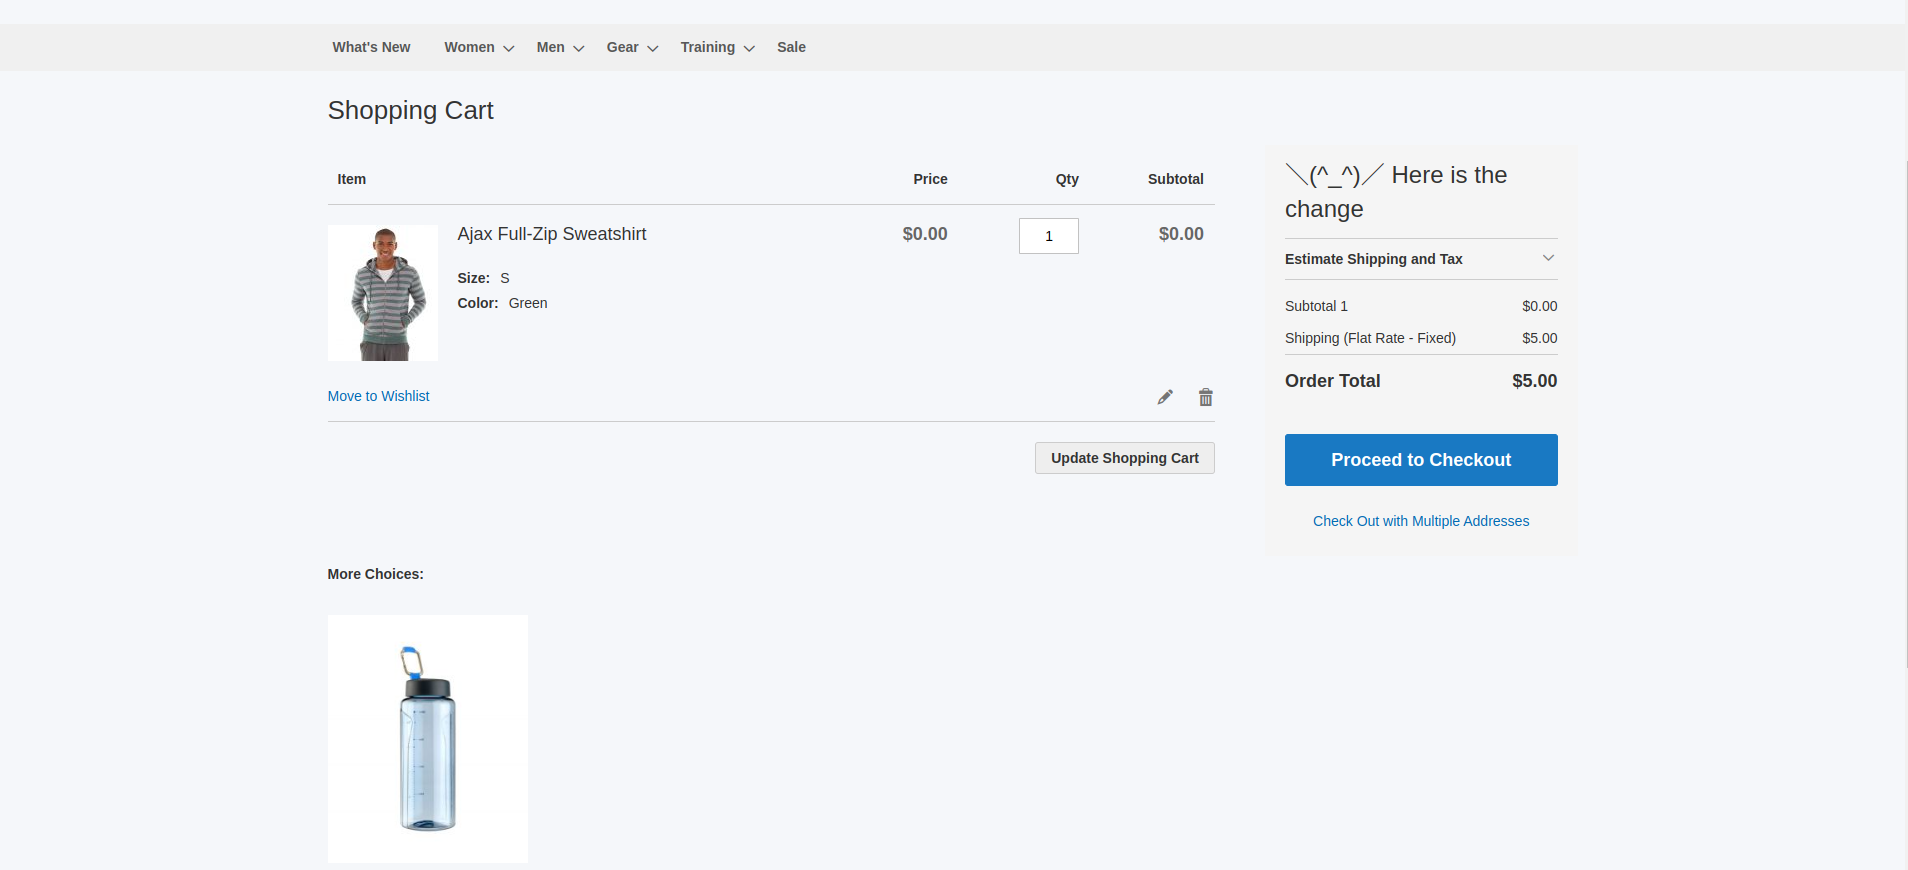 What's New Women Men Gear Training Sale
Shopping Cart
Item Price Qty Subtotal
Ajax Full-Zip Sweatshirt $0.00 1 $0.00
Size: S
Color: Green
Move to Wishlist
Update Shopping Cart
＼(^_^)／ Here is the
change
Estimate Shipping and Tax
Subtotal 1 $0.00
Shipping (Flat Rate - Fixed) $5.00
Order Total $5.00
Proceed to Checkout
Check Out with Multiple Addresses
More Choices: